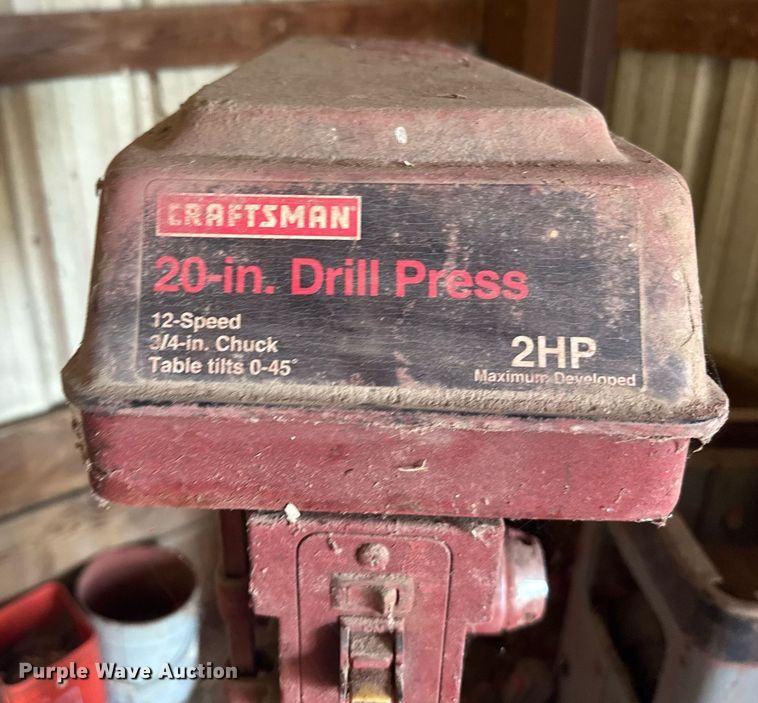 CRAFTSMAN
20-in. Drill Press
12-Speed
3/4-in. Chuck
Table tilts 0-45°
2HP
Maximum Developed
Purple Wave Auction